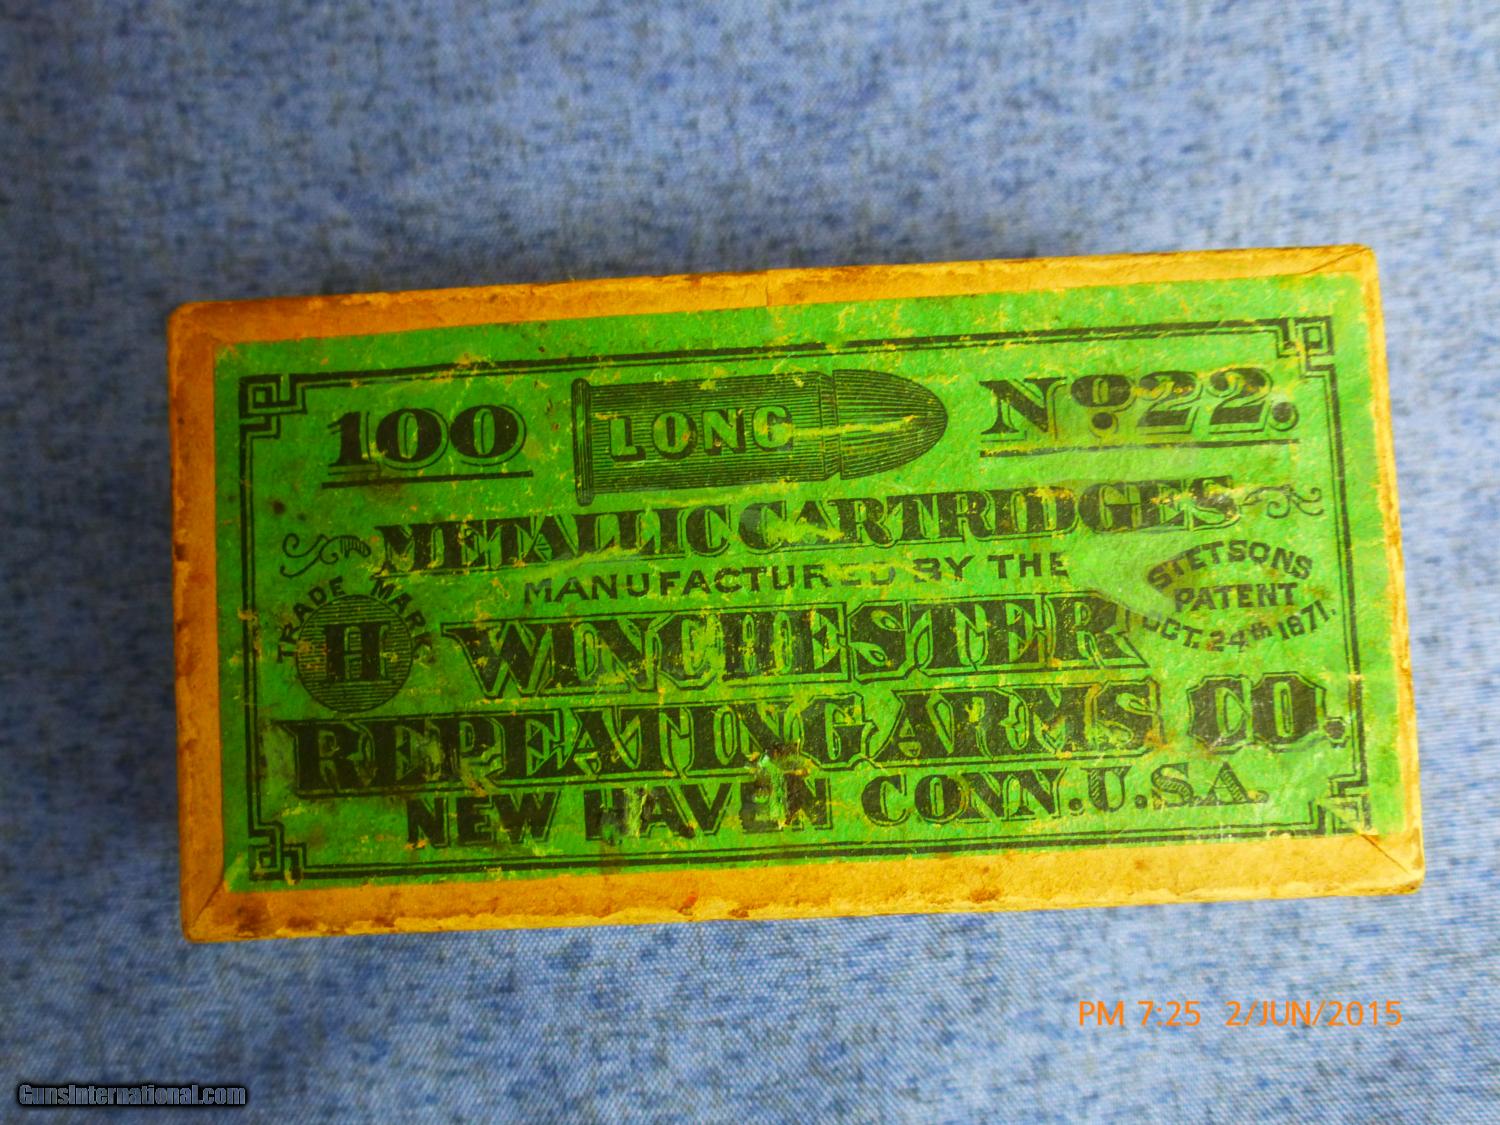 100 LONG No. 22.
METALLIC CARTRIDGES
MANUFACTURED BY THE
STETSONS
PATENT
OCT. 24th 1871.
TRADE MARK
H
WINCHESTER
REPEATING ARMS CO.
NEW HAVEN CONN. U.S.A.
PM 7:25 2/JUN/2015
GunsInternational.com